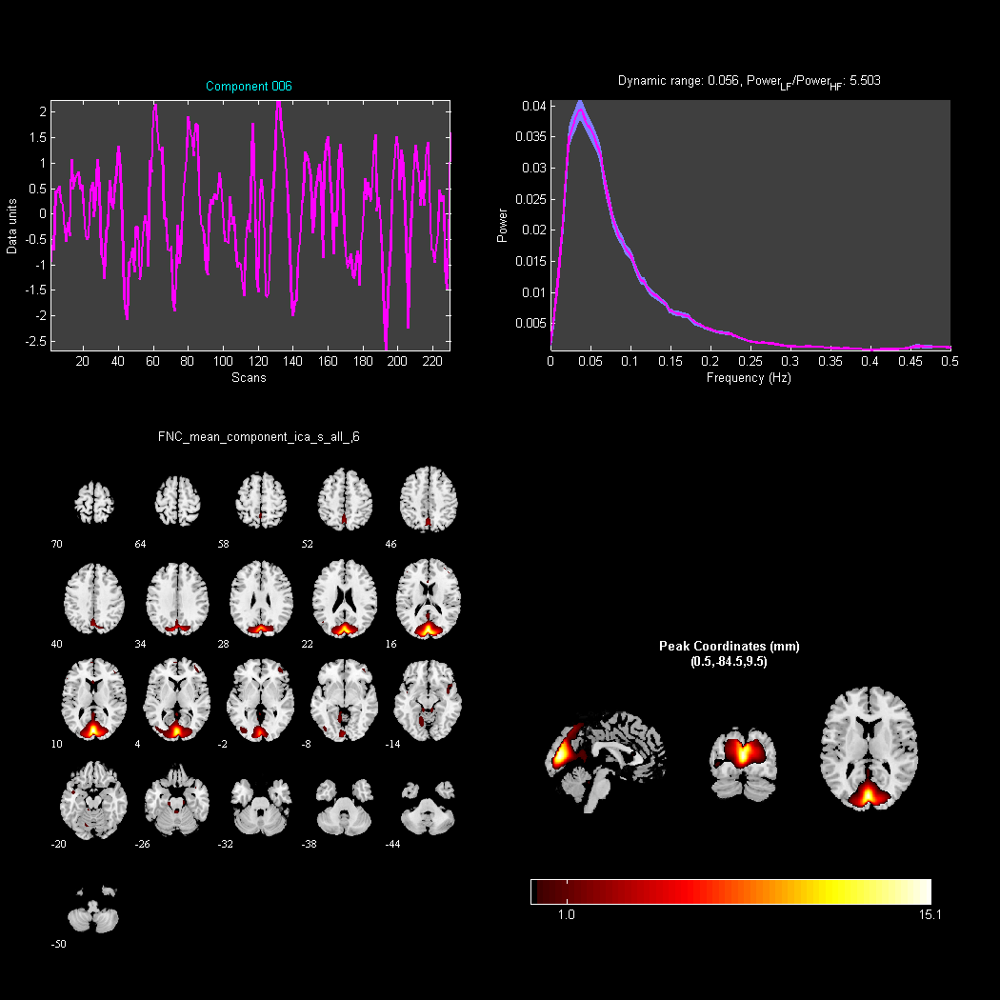 Component 006
Data units
2
1.5
1
0.5
0
-0.5
-1
-1.5
-2
-2.5
20 40 60 80 100 120 140 160 180 200 220
Scans
Dynamic range: 0.056, PowerLF/PowerHF: 5.503
Power
0.04
0.035
0.03
0.025
0.02
0.015
0.01
0.005
0 0.05 0.1 0.15 0.2 0.25 0.3 0.35 0.4 0.45 0.5
Frequency (Hz)
FNC_mean_component_ica_s_all_,6
70 64 58 52 46
40 34 28 22 16
10 4 -2 -8 -14
-20 -26 -32 -38 -44
-50
Peak Coordinates (mm)
(0.5,-84.5,9.5)
1.0 15.1